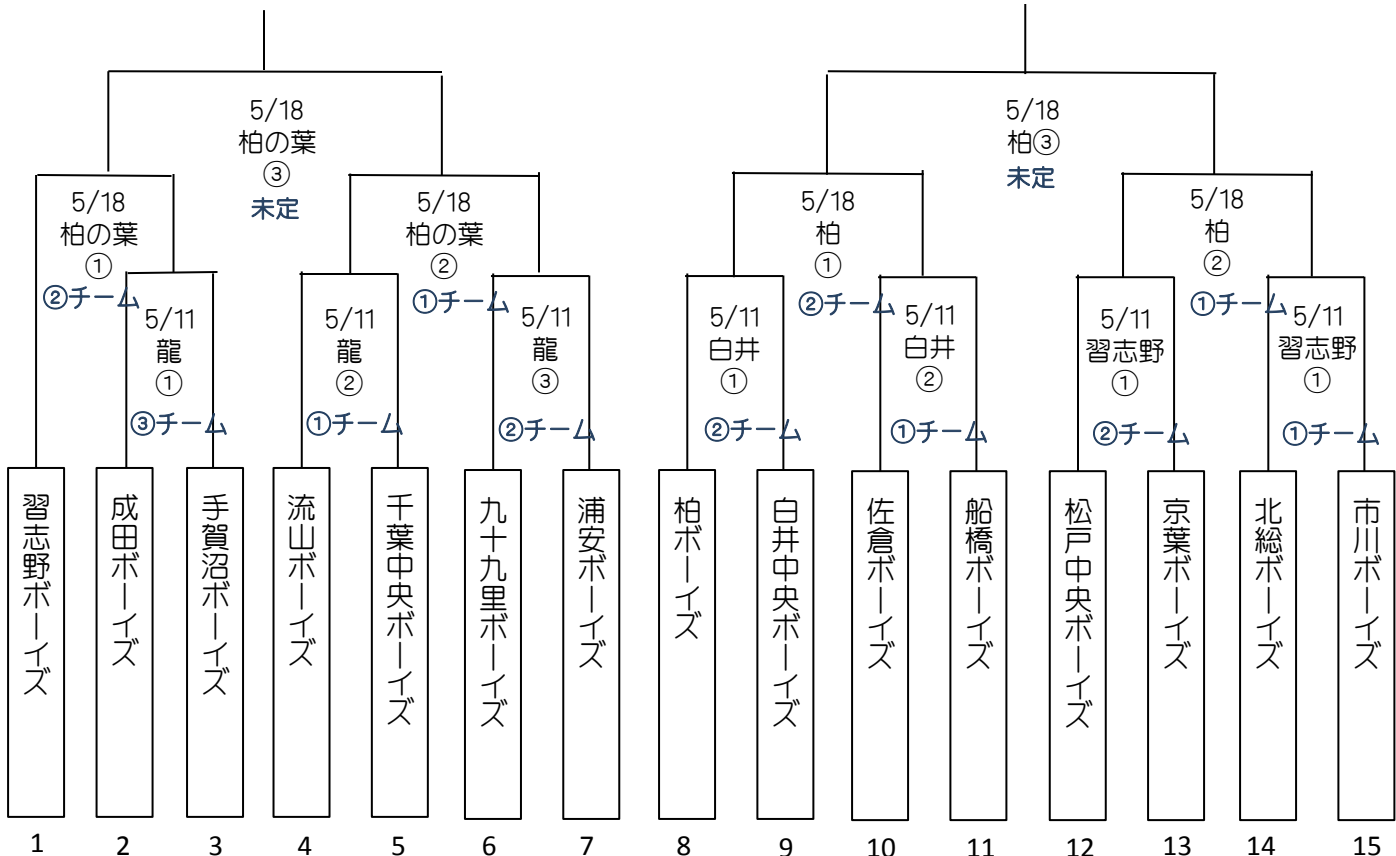 5/18
柏の葉
③
未定
5/18
柏③
未定
5/18
柏の葉
①
②チーム
5/18
柏の葉
②
①チーム
5/18
柏
①
②チーム
5/18
柏
②
①チーム
5/11
龍
①
③チーム
5/11
龍
②
①チーム
5/11
龍
③
②チーム
5/11
白井
①
②チーム
5/11
白井
②
①チーム
5/11
習志野
①
②チーム
5/11
習志野
①
①チーム
習志野ボーイズ
成田ボーイズ
手賀沼ボーイズ
流山ボーイズ
千葉中央ボーイズ
九十九里ボーイズ
浦安ボーイズ
柏ボーイズ
白井中央ボーイズ
佐倉ボーイズ
船橋ボーイズ
松戸中央ボーイズ
京葉ボーイズ
北総ボーイズ
市川ボーイズ
1 2 3 4 5 6 7 8 9 10 11 12 13 14 15